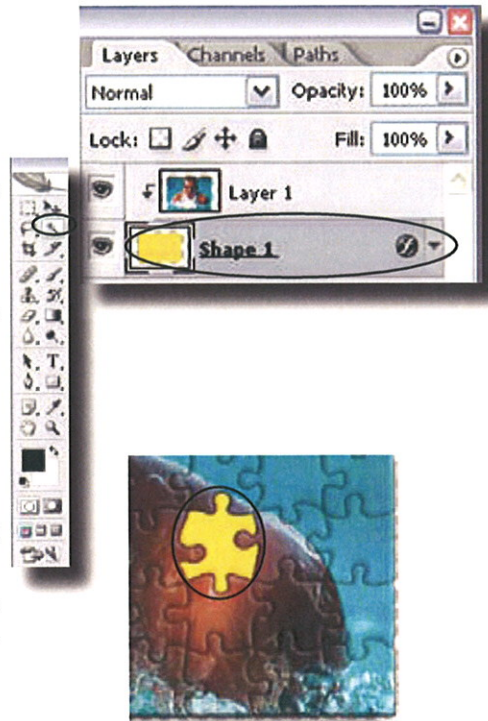 Layers Channels Paths
Normal Opacity: 100%
Lock: Fill: 100%
Layer 1
Shape 1
T